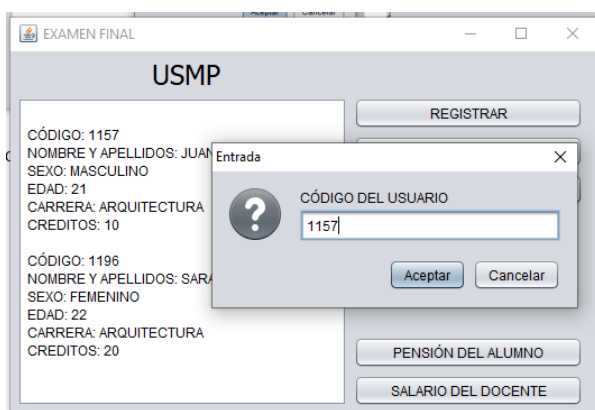 Aceptar Cancelar
EXAMEN FINAL
USMP
CÓDIGO: 1157
NOMBRE Y APELLIDOS: JUAN
SEXO: MASCULINO
EDAD: 21
CARRERA: ARQUITECTURA
CREDITOS: 10
CÓDIGO: 1196
NOMBRE Y APELLIDOS: SARA
SEXO: FEMENINO
EDAD: 22
CARRERA: ARQUITECTURA
CREDITOS: 20
REGISTRAR
Entrada
CÓDIGO DEL USUARIO
1157
Aceptar Cancelar
PENSIÓN DEL ALUMNO
SALARIO DEL DOCENTE